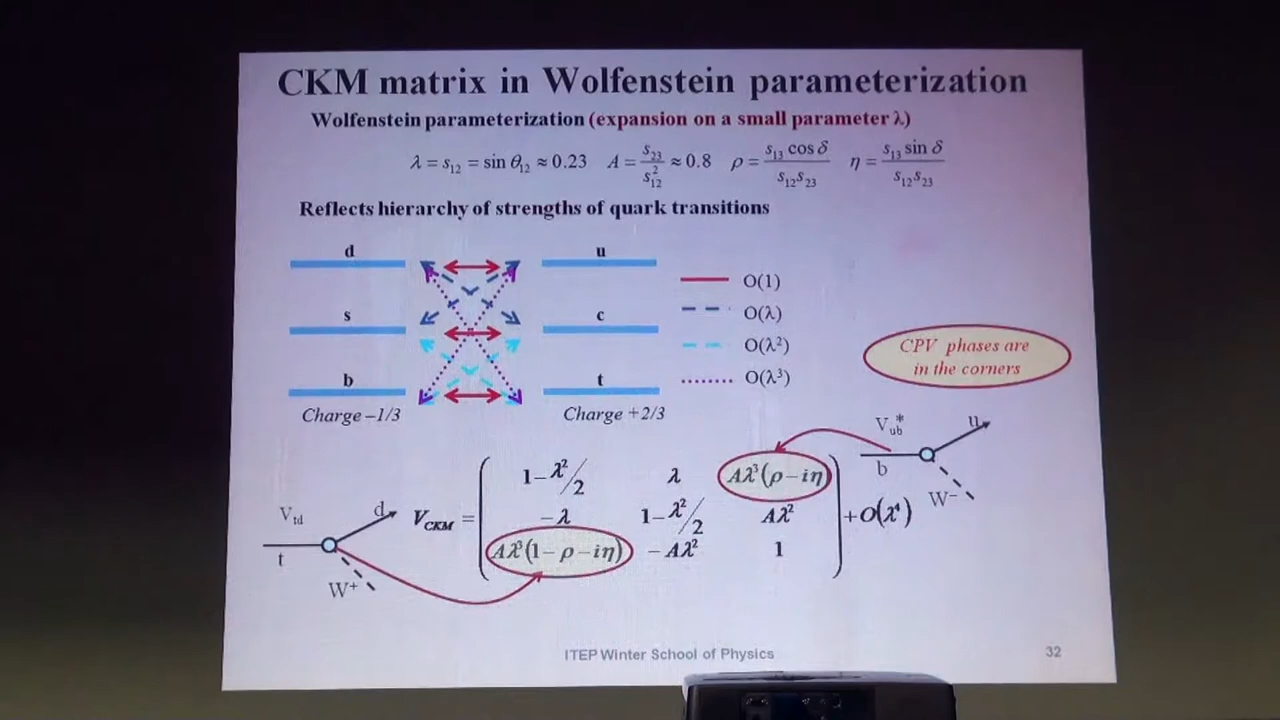 CKM matrix in Wolfenstein parameterization
Wolfenstein parameterization (expansion on a small parameter λ)
λ = s₁₂ = sin θ₁₂ ≈ 0.23   A = s₂₃/s₁₂² ≈ 0.8   ρ = s₁₃ cos δ/s₁₂s₂₃   η = s₁₃ sin δ/s₁₂s₂₃
Reflects hierarchy of strengths of quark transitions
d
u
O(1)
s
c
O(λ)
O(λ²)
b
t
O(λ³)
Charge –1/3
Charge +2/3
CPV phases are
in the corners
V*ub
u
b
W⁻
Vtd
d
t
W⁺
V_CKM =
1–λ²/2   λ   Aλ³(ρ–iη)
–λ   1–λ²/2   Aλ²
Aλ³(1–ρ–iη)   –Aλ²   1
+O(λ⁴)
ITEP Winter School of Physics
32